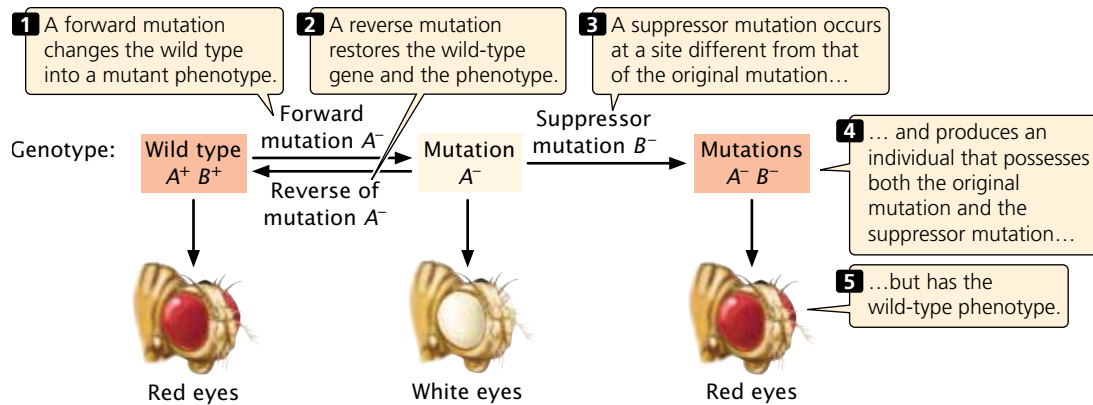 1 A forward mutation
changes the wild type
into a mutant phenotype.
2 A reverse mutation
restores the wild-type
gene and the phenotype.
3 A suppressor mutation occurs
at a site different from that
of the original mutation…
Genotype:
Wild type
A⁺ B⁺
Forward
mutation A⁻
Reverse of
mutation A⁻
Mutation
A⁻
Suppressor
mutation B⁻
Mutations
A⁻ B⁻
4 … and produces an
individual that possesses
both the original
mutation and the
suppressor mutation…
5 …but has the
wild-type phenotype.
Red eyes
White eyes
Red eyes